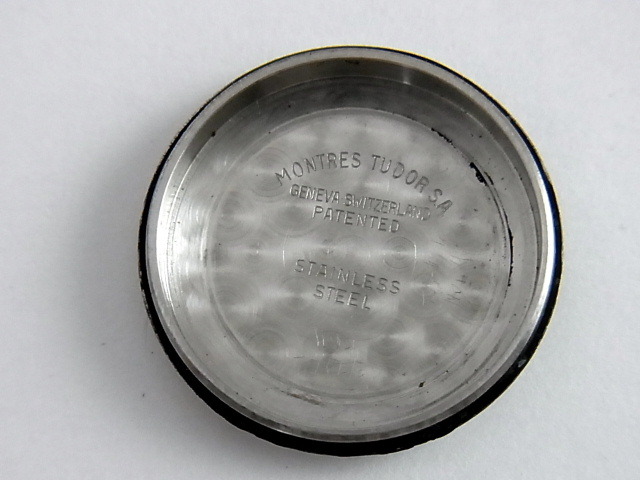 MONTRES TUDOR SA
GENEVA SWITZERLAND
PATENTED
STAINLESS
STEEL